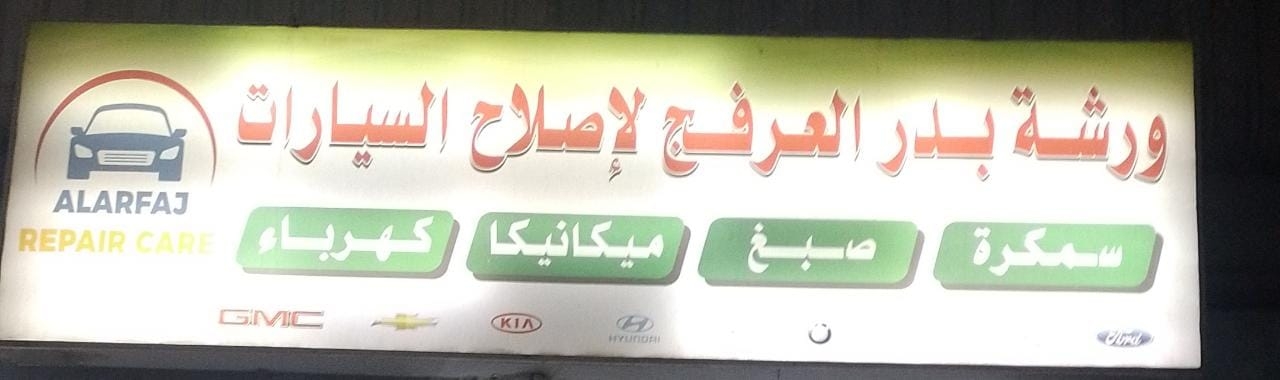 ورشة بدر العرفج لإصلاح السيارات
سمكرة صبغ ميكانيكا كهرباء
ALARFAJ
REPAIR CARE
GMC KIA HYUNDAI Ford